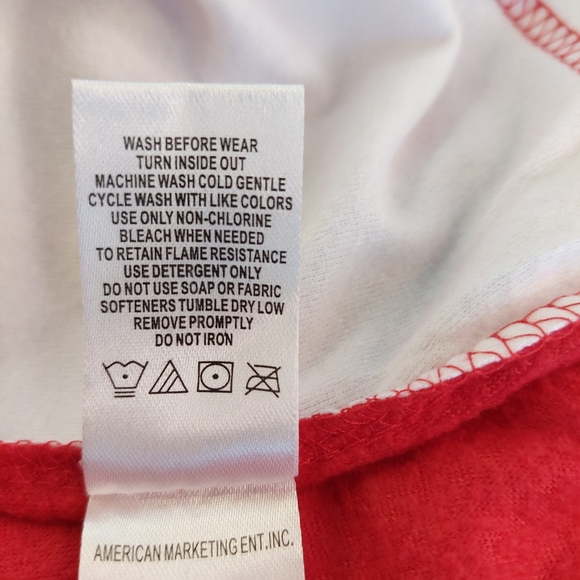 WASH BEFORE WEAR
TURN INSIDE OUT
MACHINE WASH COLD GENTLE
CYCLE WASH WITH LIKE COLORS
USE ONLY NON-CHLORINE
BLEACH WHEN NEEDED
TO RETAIN FLAME RESISTANCE
USE DETERGENT ONLY
DO NOT USE SOAP OR FABRIC
SOFTENERS TUMBLE DRY LOW
REMOVE PROMPTLY
DO NOT IRON
AMERICAN MARKETING ENT.INC.